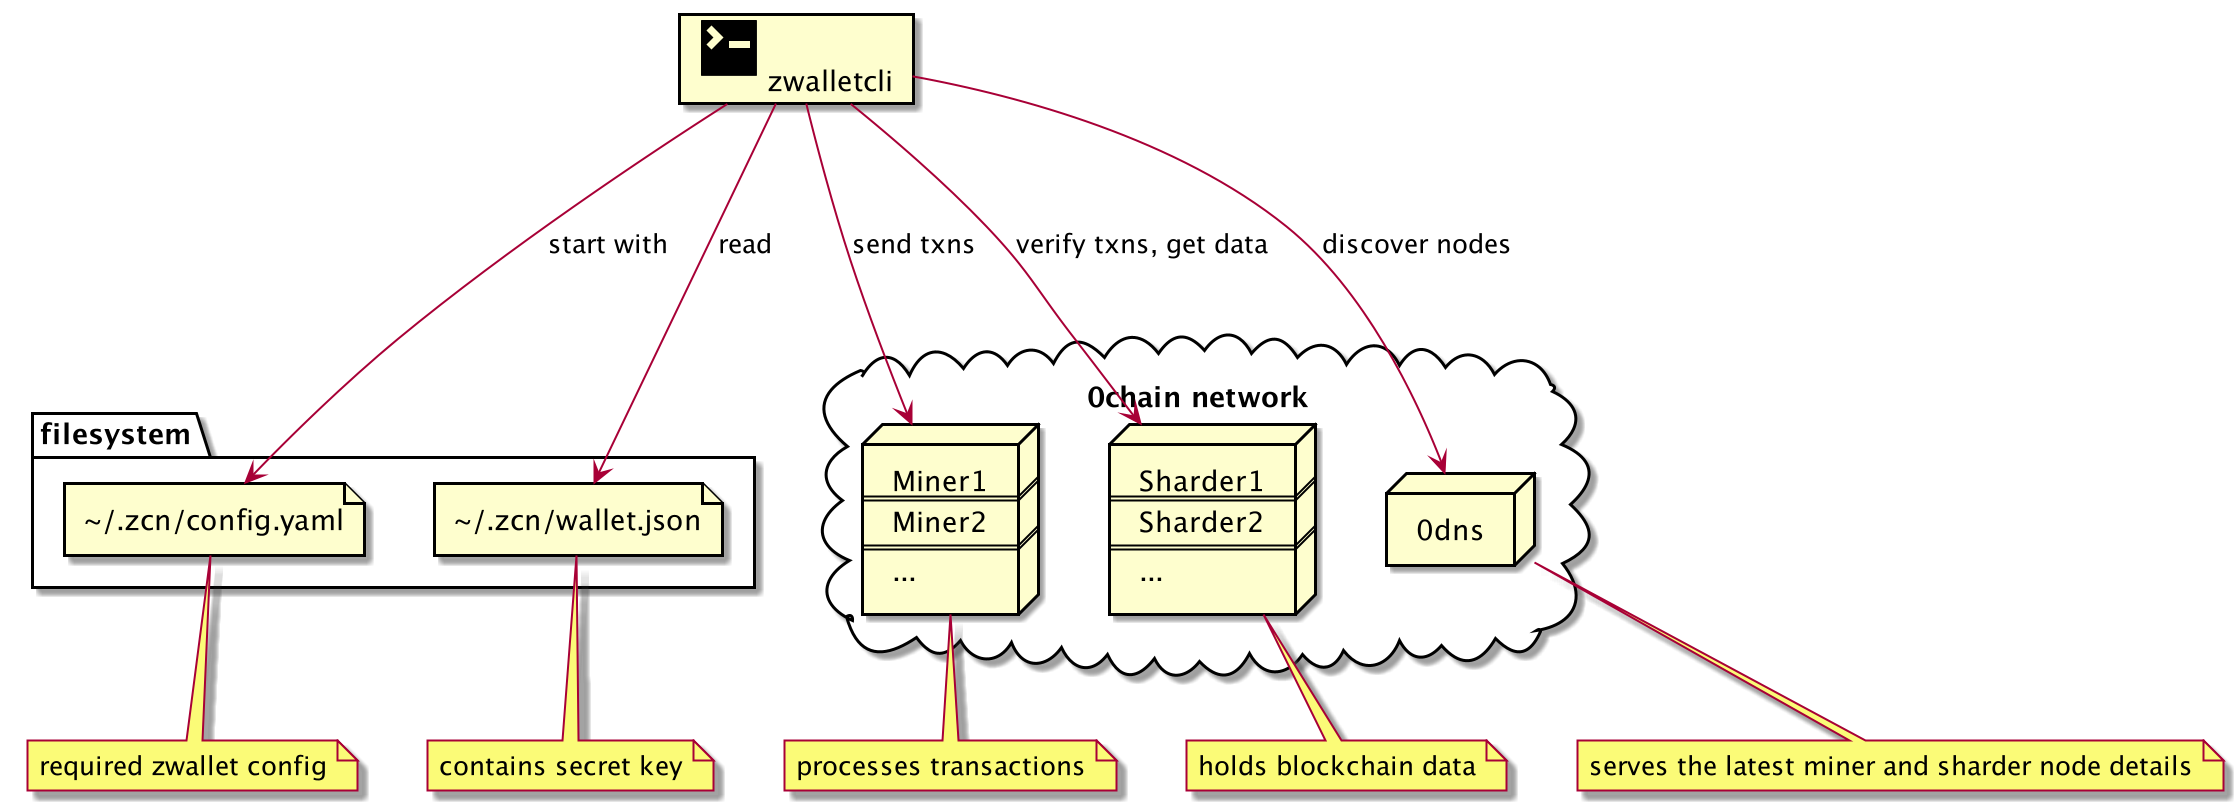 zwalletcli
start with
read
send txns
verify txns, get data
discover nodes
0chain network
filesystem
~/.zcn/config.yaml
~/.zcn/wallet.json
Miner1
Miner2
...
Sharder1
Sharder2
...
0dns
required zwallet config
contains secret key
processes transactions
holds blockchain data
serves the latest miner and sharder node details